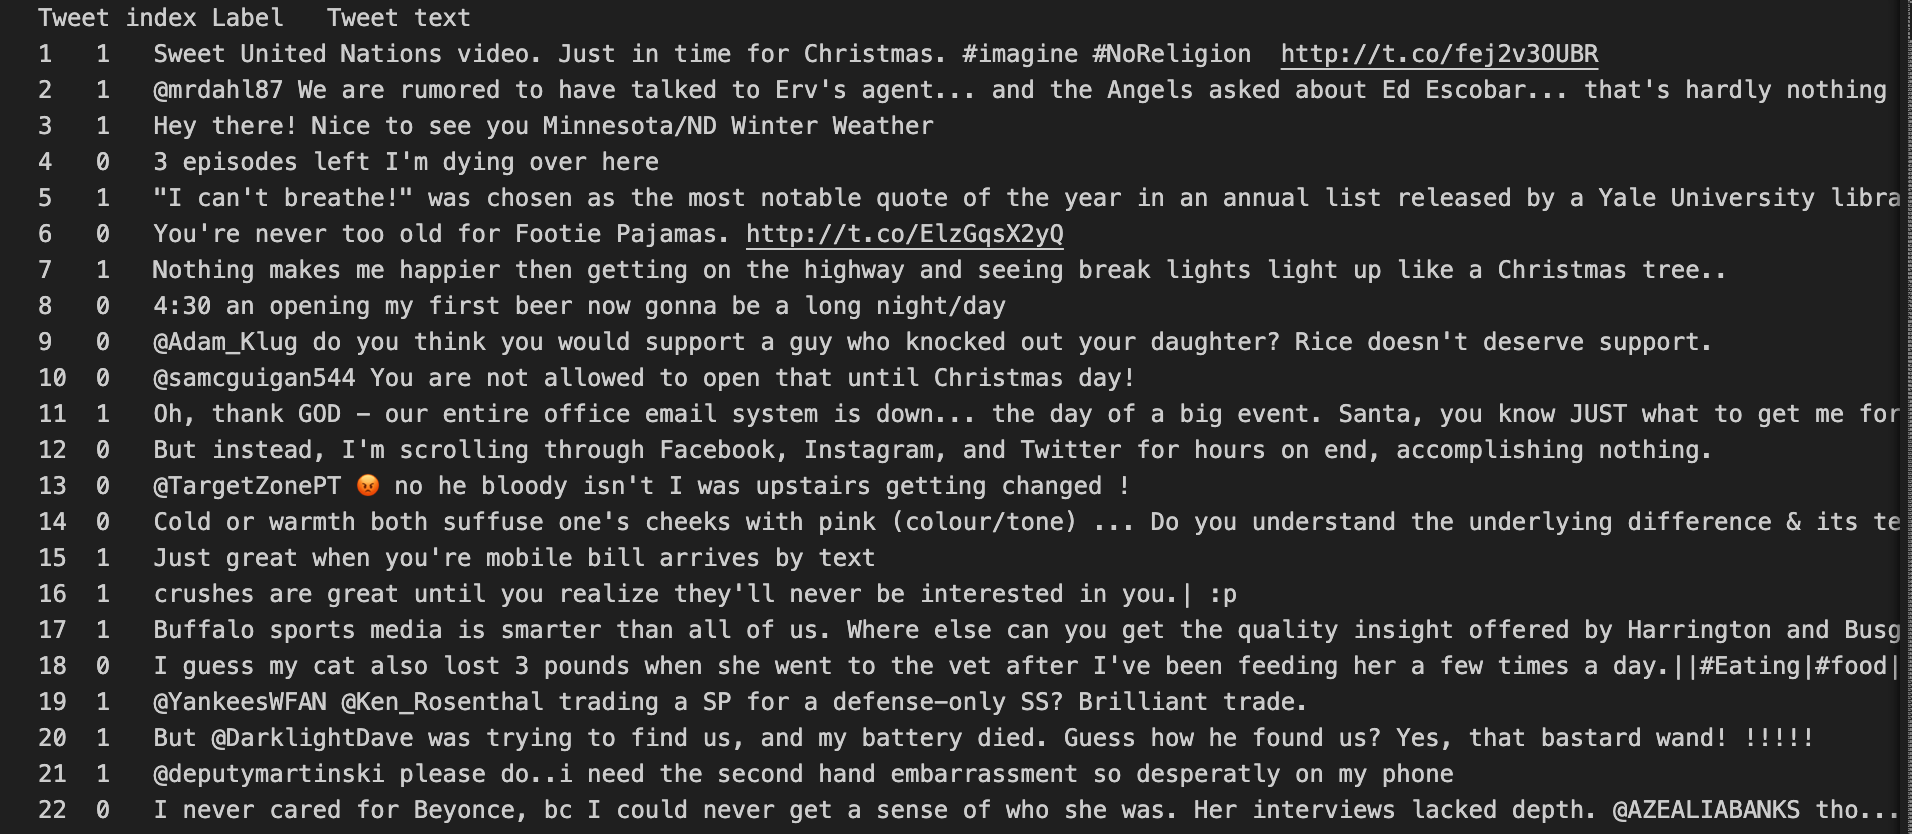 Tweet index Label Tweet text
1 1 Sweet United Nations video. Just in time for Christmas. #imagine #NoReligion http://t.co/fej2v3OUBR
2 1 @mrdahl87 We are rumored to have talked to Erv's agent... and the Angels asked about Ed Escobar... that's hardly nothing
3 1 Hey there! Nice to see you Minnesota/ND Winter Weather
4 0 3 episodes left I'm dying over here
5 1 "I can't breathe!" was chosen as the most notable quote of the year in an annual list released by a Yale University libra
6 0 You're never too old for Footie Pajamas. http://t.co/ElzGqsX2yQ
7 1 Nothing makes me happier then getting on the highway and seeing break lights light up like a Christmas tree..
8 0 4:30 an opening my first beer now gonna be a long night/day
9 0 @Adam_Klug do you think you would support a guy who knocked out your daughter? Rice doesn't deserve support.
10 0 @samcguigan544 You are not allowed to open that until Christmas day!
11 1 Oh, thank GOD - our entire office email system is down... the day of a big event. Santa, you know JUST what to get me for
12 0 But instead, I'm scrolling through Facebook, Instagram, and Twitter for hours on end, accomplishing nothing.
13 0 @TargetZonePT 😡 no he bloody isn't I was upstairs getting changed !
14 0 Cold or warmth both suffuse one's cheeks with pink (colour/tone) ... Do you understand the underlying difference & its te
15 1 Just great when you're mobile bill arrives by text
16 1 crushes are great until you realize they'll never be interested in you.| :p
17 1 Buffalo sports media is smarter than all of us. Where else can you get the quality insight offered by Harrington and Busg
18 0 I guess my cat also lost 3 pounds when she went to the vet after I've been feeding her a few times a day.||#Eating|#food|
19 1 @YankeesWFAN @Ken_Rosenthal trading a SP for a defense-only SS? Brilliant trade.
20 1 But @DarklightDave was trying to find us, and my battery died. Guess how he found us? Yes, that bastard wand! !!!!!
21 1 @deputymartinski please do..i need the second hand embarrassment so desperatly on my phone
22 0 I never cared for Beyonce, bc I could never get a sense of who she was. Her interviews lacked depth. @AZEALIABANKS tho...